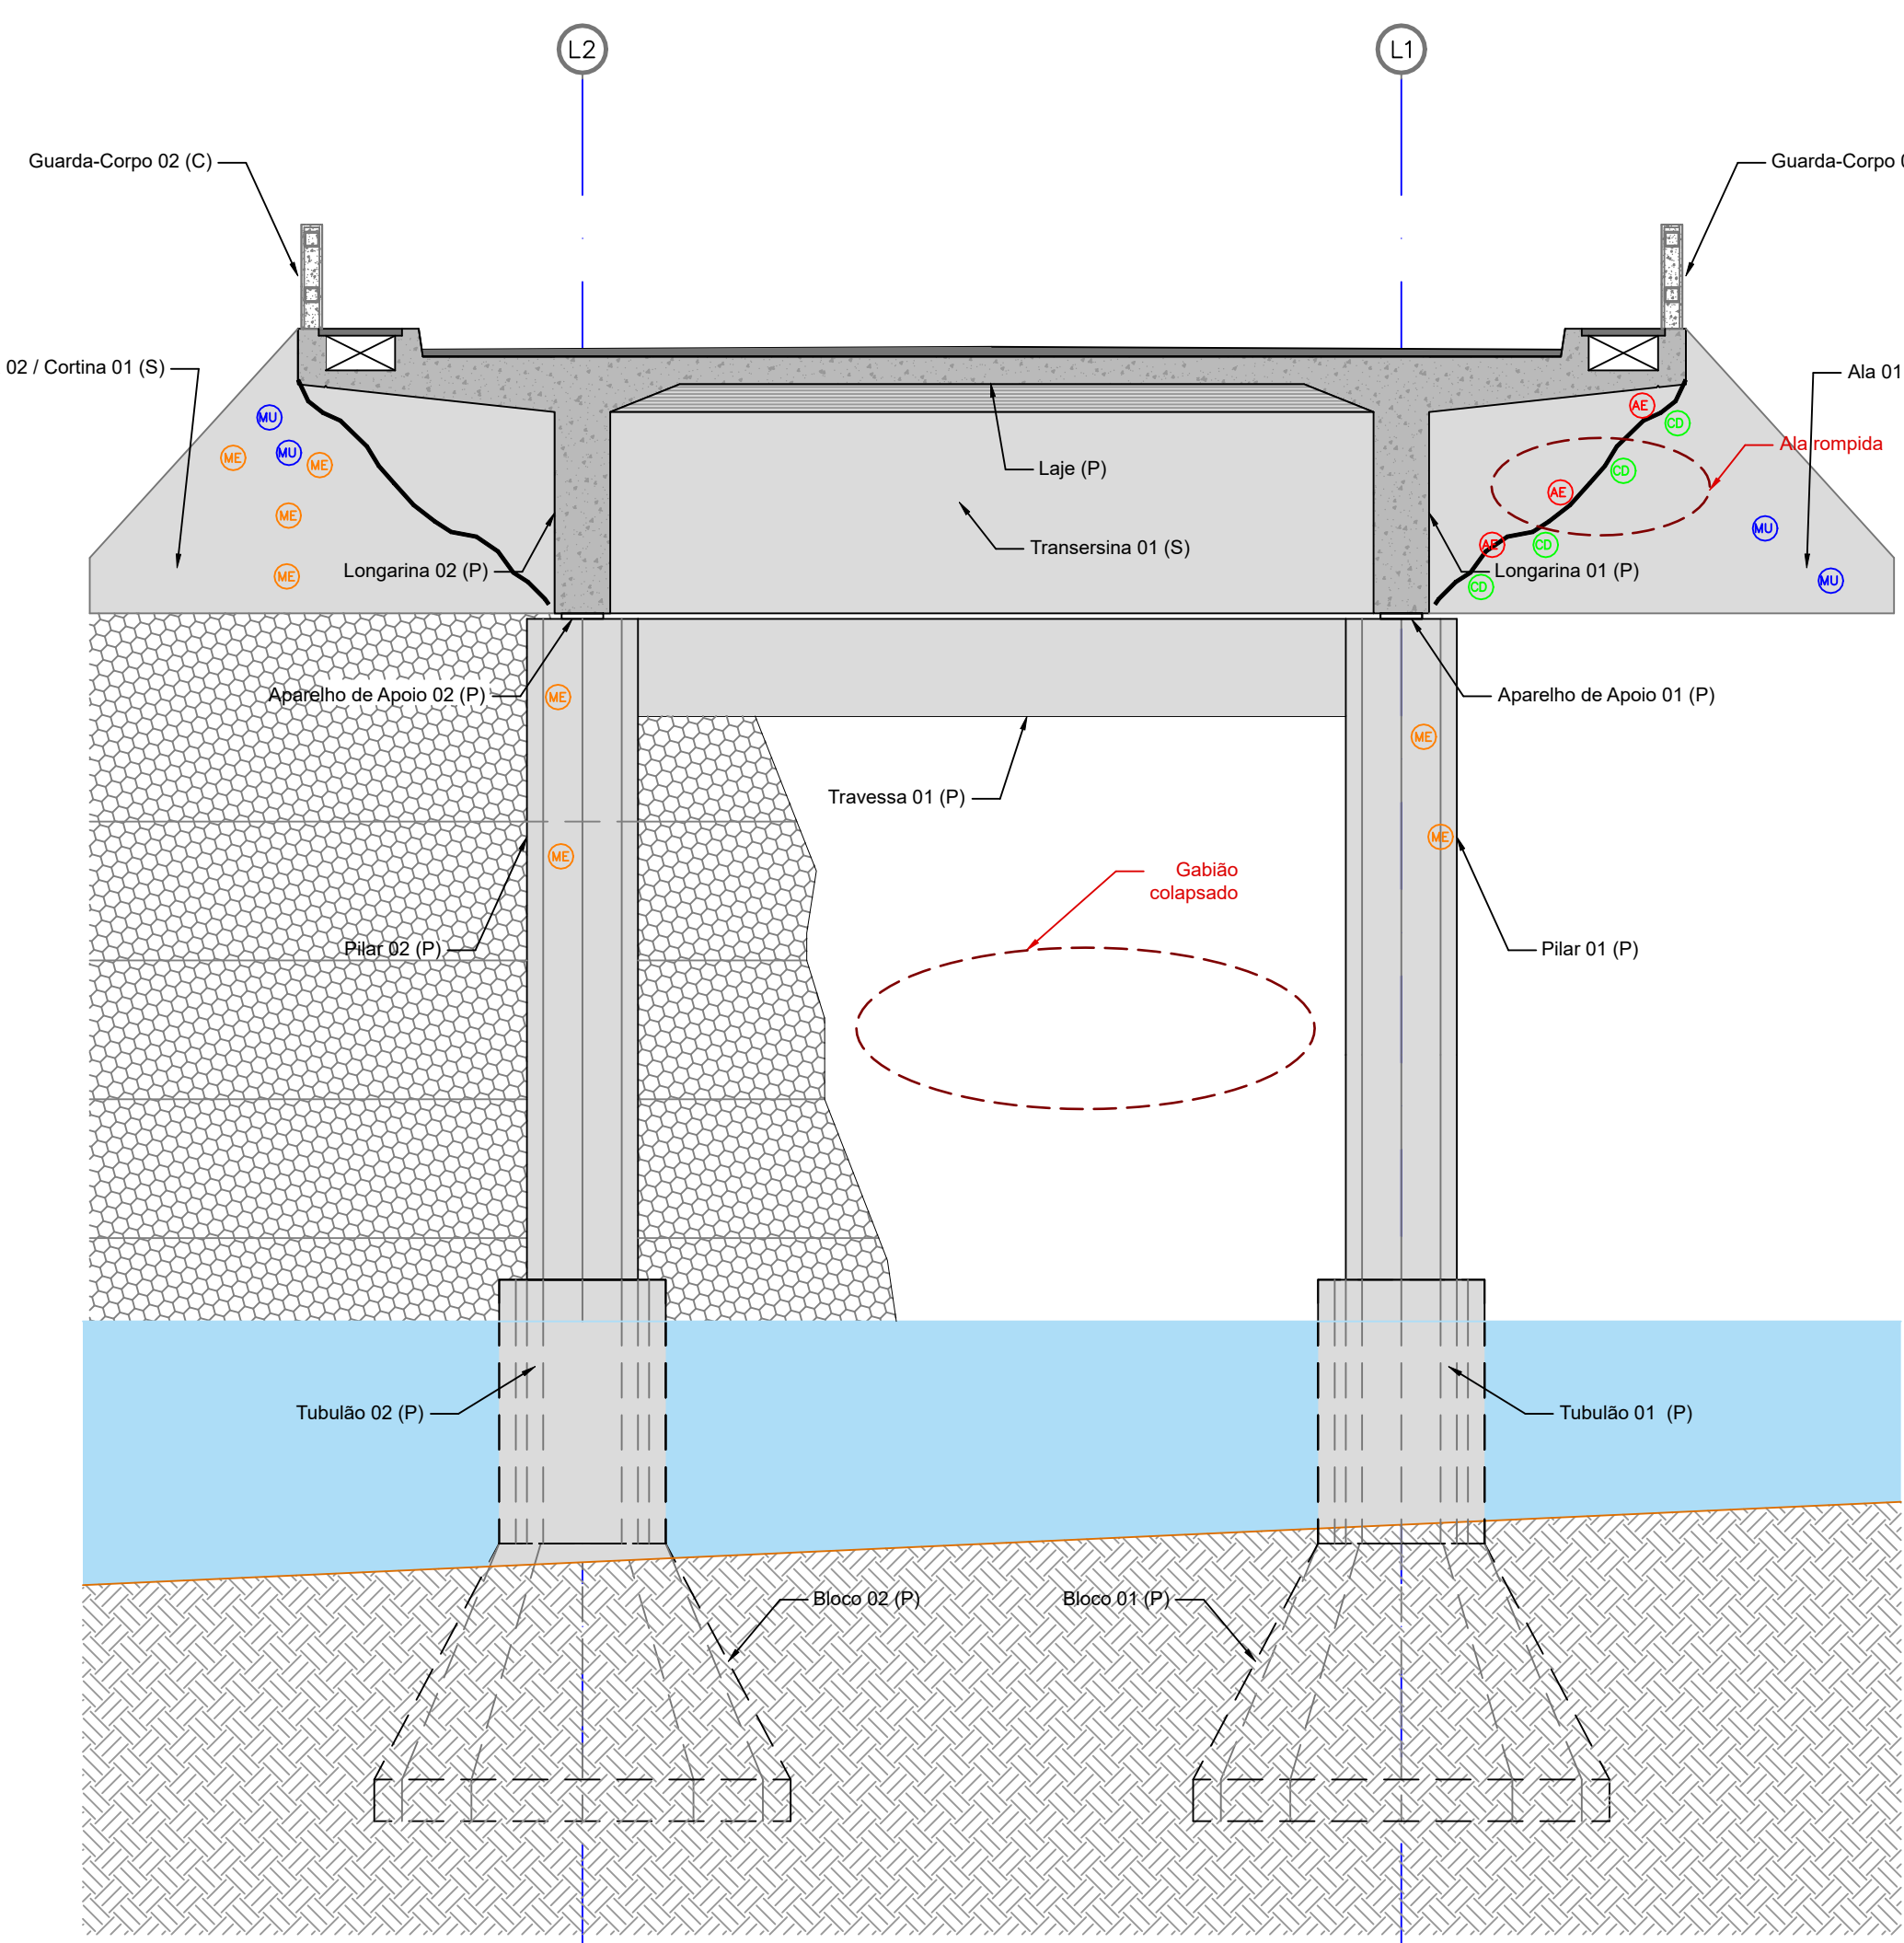 L2
L1
Guarda-Corpo 02 (C)
Guarda-Corpo 0
02 / Cortina 01 (S)
Ala 01
MU
AE
CD
MU
Ala rompida
ME
ME
Laje (P)
CD
AE
ME
MU
Transersina 01 (S)
AE
CD
Longarina 02 (P)
Longarina 01 (P)
ME
CD
MU
Aparelho de Apoio 02 (P)
ME
Aparelho de Apoio 01 (P)
ME
Travessa 01 (P)
ME
ME
Gabião
colapsado
Pilar 02 (P)
Pilar 01 (P)
Tubulão 02 (P)
Tubulão 01 (P)
Bloco 02 (P)
Bloco 01 (P)